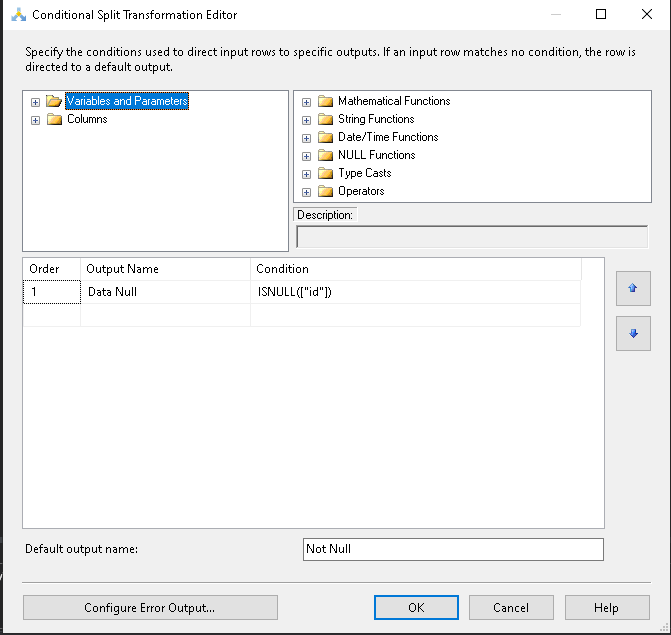 Conditional Split Transformation Editor
Specify the conditions used to direct input rows to specific outputs. If an input row matches no condition, the row is
directed to a default output.
Variables and Parameters
Columns
Mathematical Functions
String Functions
Date/Time Functions
NULL Functions
Type Casts
Operators
Description:
Order Output Name Condition
1 Data Null ISNULL(["id"])
Default output name: Not Null
Configure Error Output... OK Cancel Help